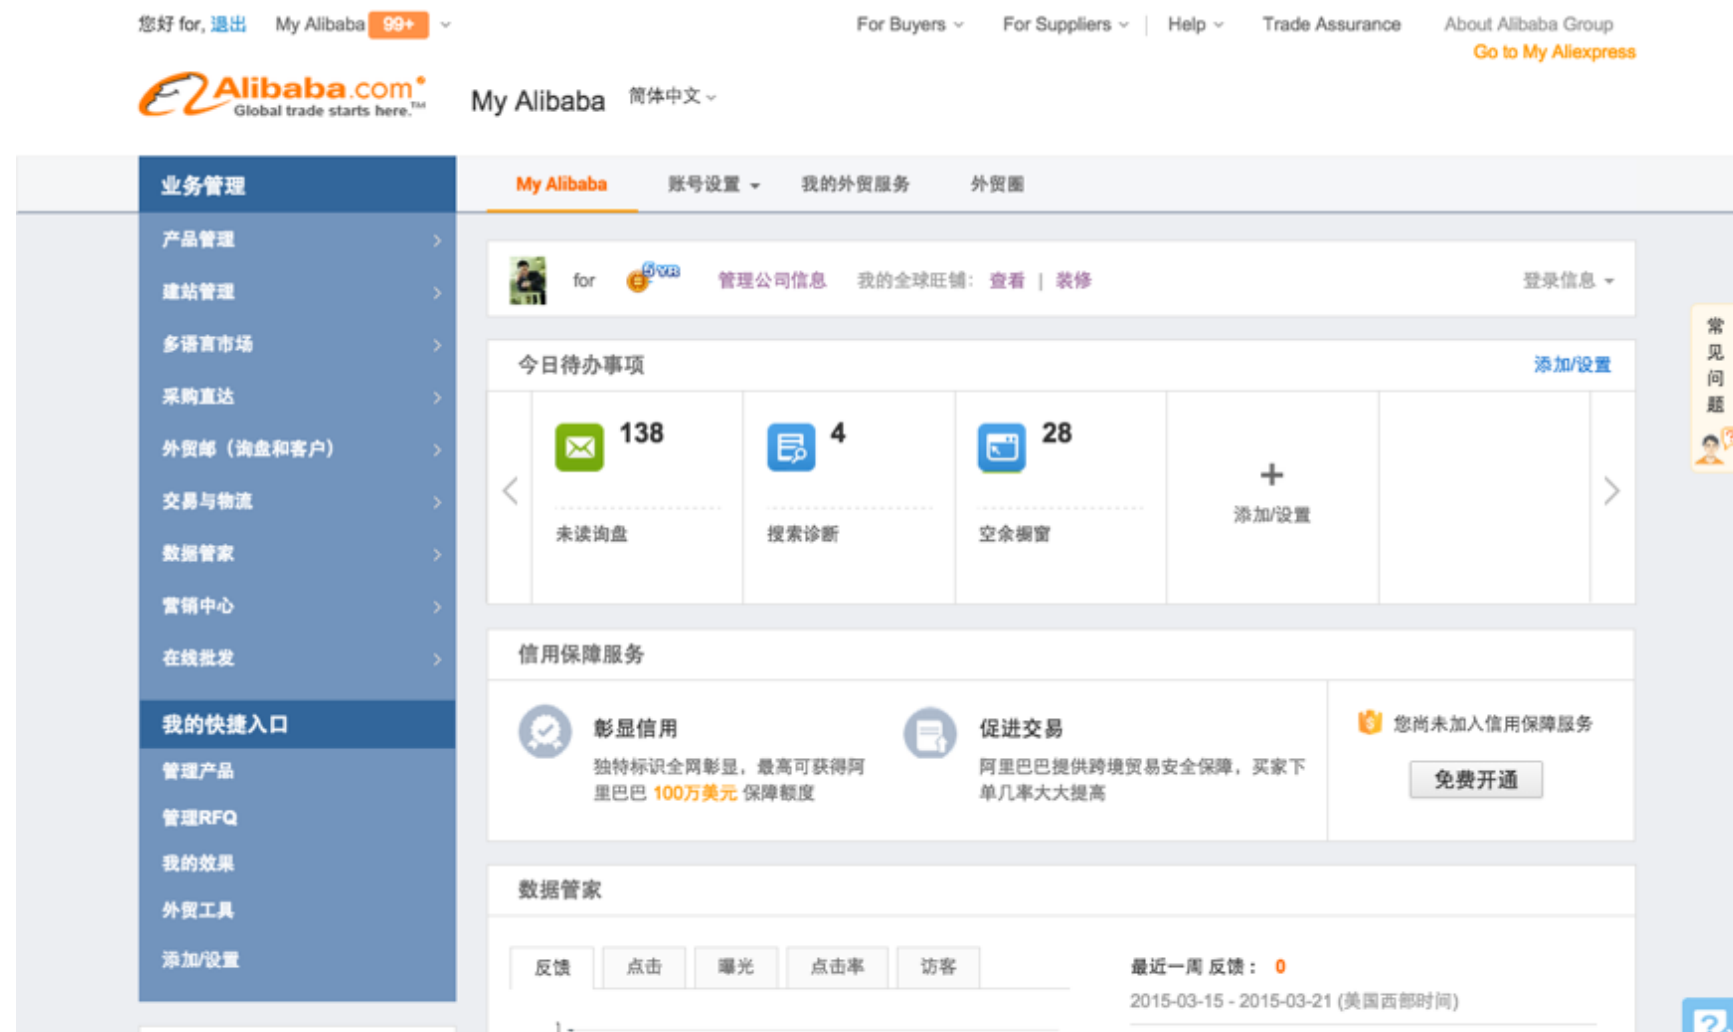 您好 for, 退出 My Alibaba 99+ For Buyers For Suppliers Help Trade Assurance About Alibaba Group
Go to My Aliexpress
Alibaba.com
Global trade starts here.™
My Alibaba 简体中文
业务管理
产品管理
建站管理
多语言市场
采购直达
外贸邮（询盘和客户）
交易与物流
数据管家
营销中心
在线批发
我的快捷入口
管理产品
管理RFQ
我的效果
外贸工具
添加/设置
My Alibaba 账号设置 我的外贸服务 外贸圈
for 5 YR 管理公司信息 我的全球旺铺: 查看 | 装修 登录信息
今日待办事项 添加/设置
138 4 28
+
未读询盘 搜索诊断 空余橱窗 添加/设置
信用保障服务
彰显信用
独特标识全网彰显，最高可获得阿
里巴巴 100万美元 保障额度
促进交易
阿里巴巴提供跨境贸易安全保障，买家下
单几率大大提高
您尚未加入信用保障服务
免费开通
数据管家
反馈 点击 曝光 点击率 访客
1
最近一周 反馈： 0
2015-03-15 - 2015-03-21 (美国西部时间)
常见问题
?